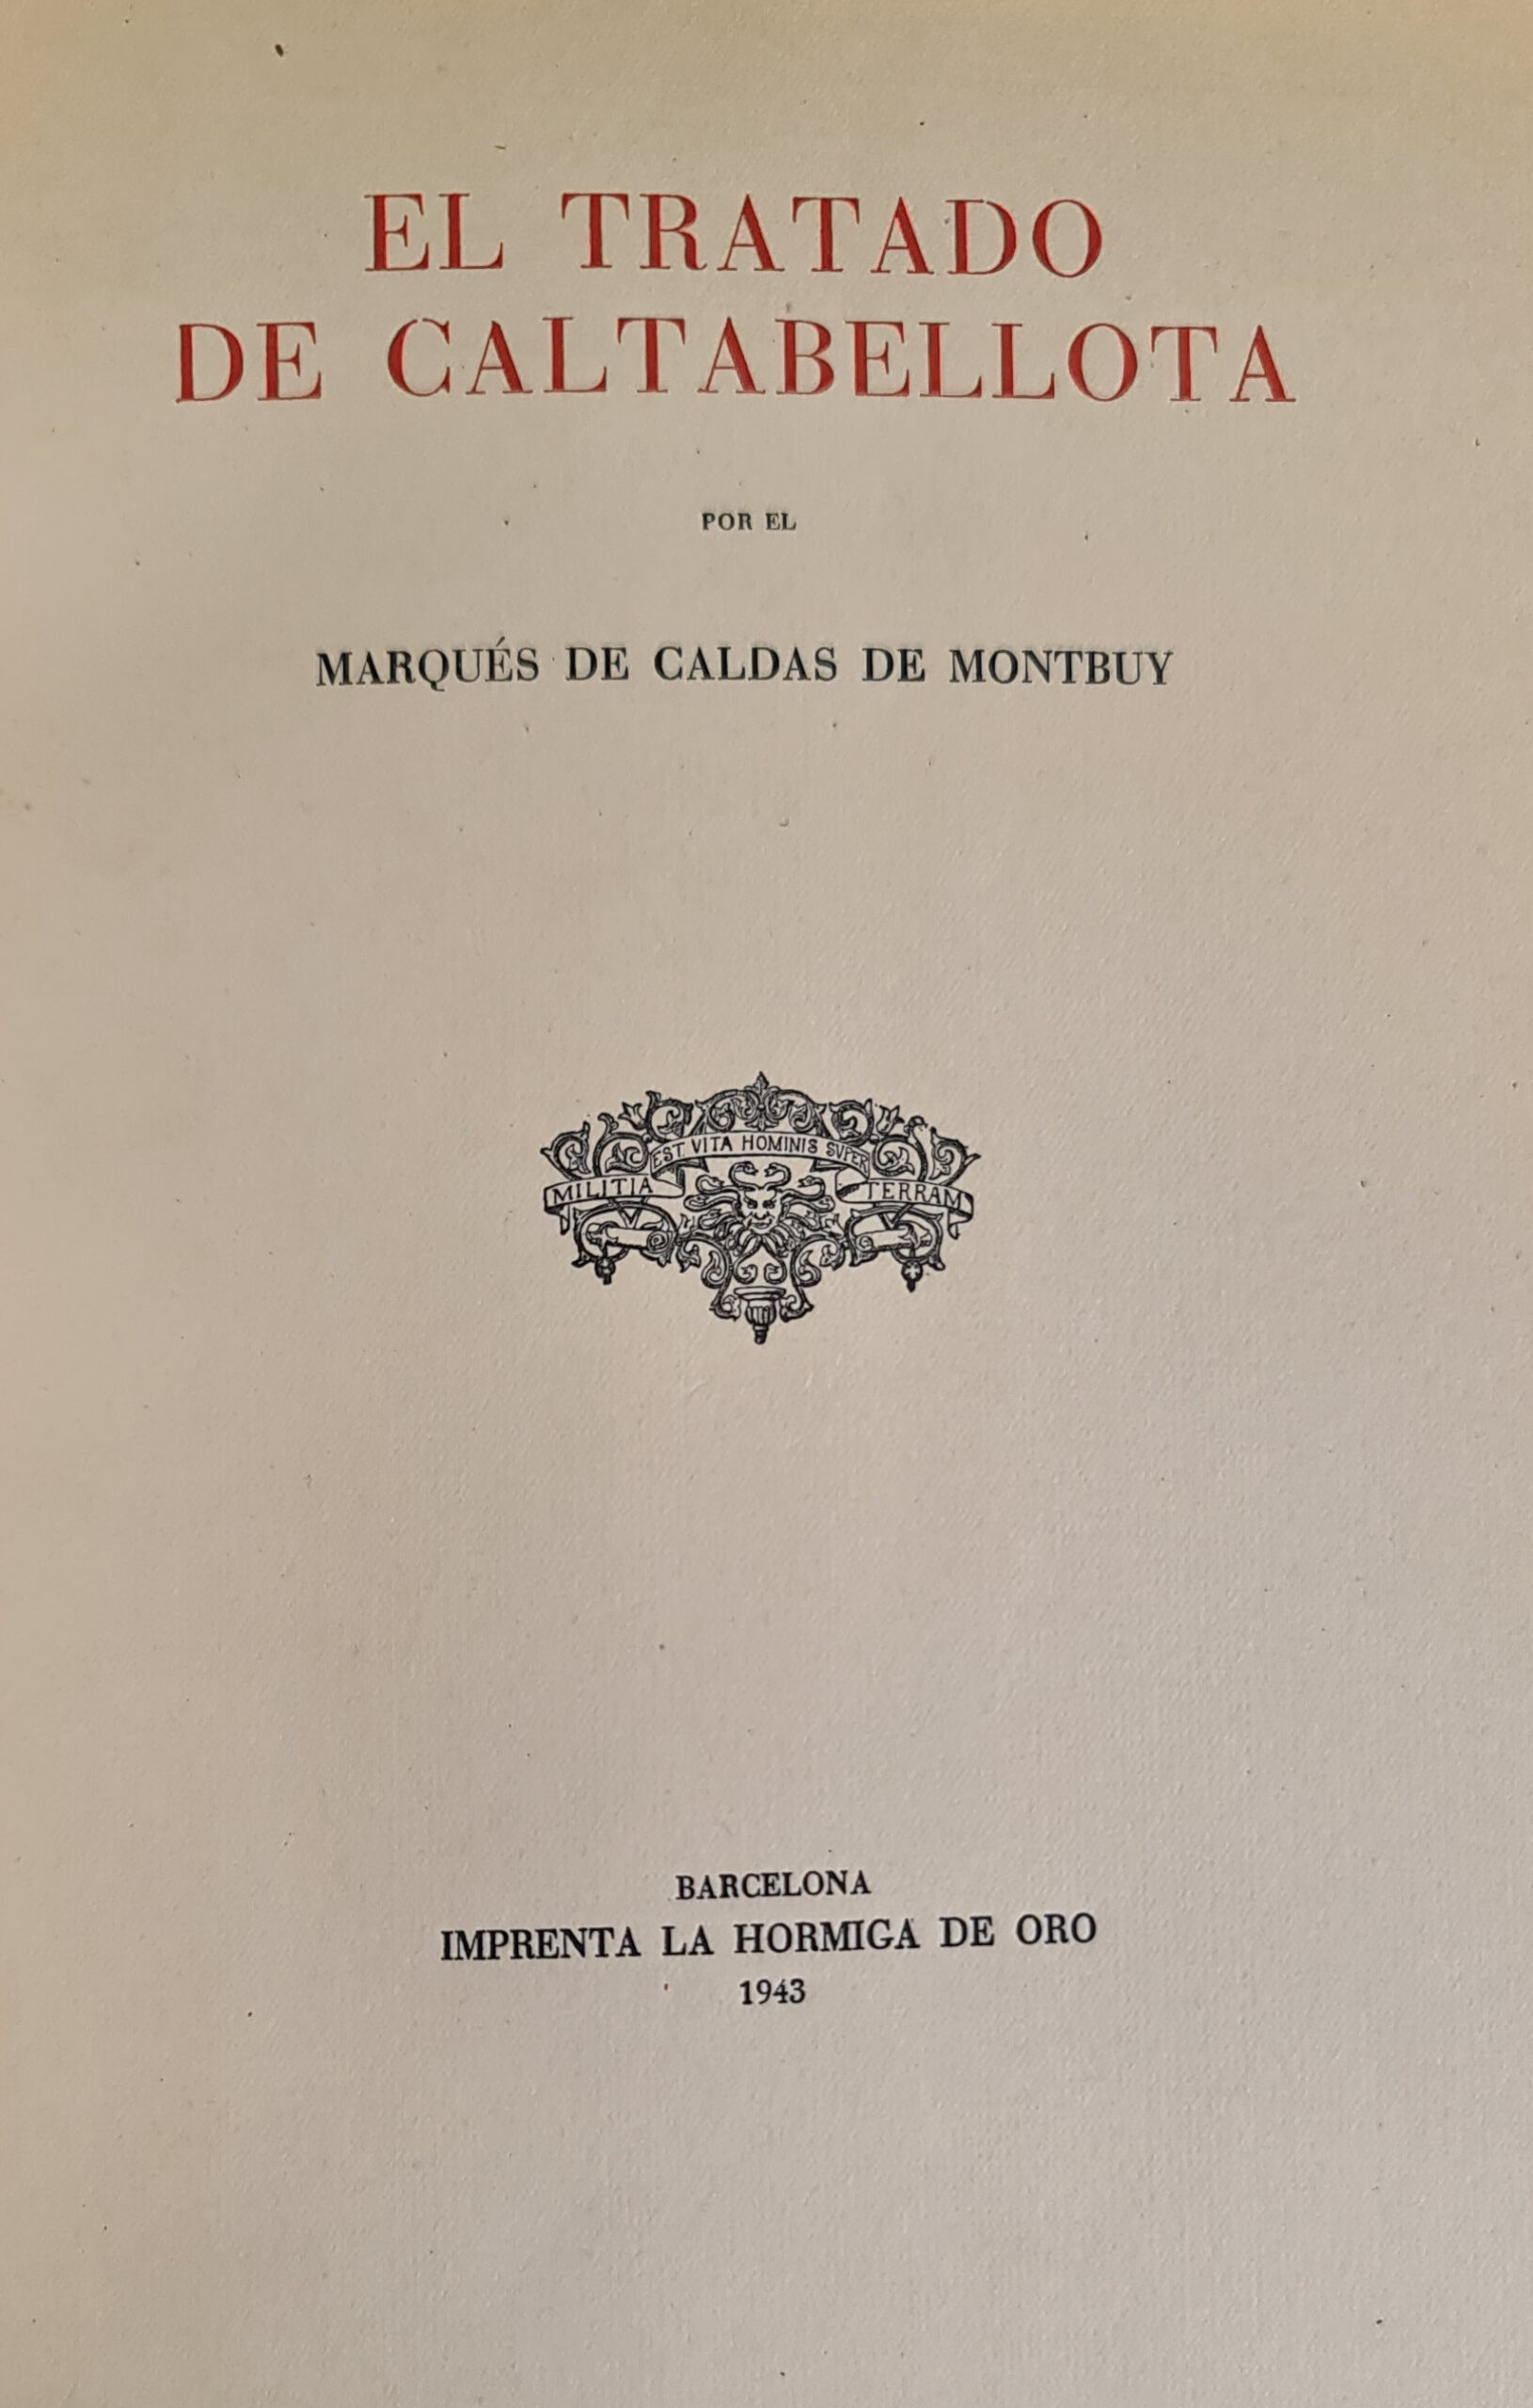 EL TRATADO
DE CALTABELLOTA
POR EL
MARQUÉS DE CALDAS DE MONTBUY
MILITIA EST VITA HOMINIS SVPER TERRAM
BARCELONA
IMPRENTA LA HORMIGA DE ORO
1943